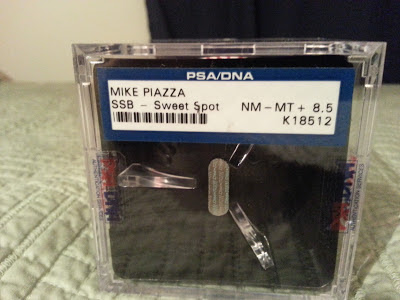 PSA/DNA
MIKE PIAZZA
SSB - Sweet Spot NM-MT+ 8.5
K18512